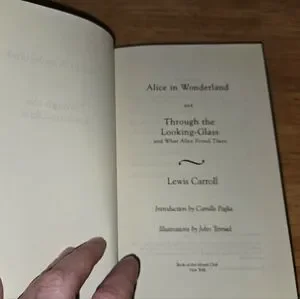 Alice in Wonderland
and
Through the
Looking-Glass
and What Alice Found There
Lewis Carroll
Introduction by Camille Paglia
Illustrations by John Tenniel
Book-of-the-Month Club
New York